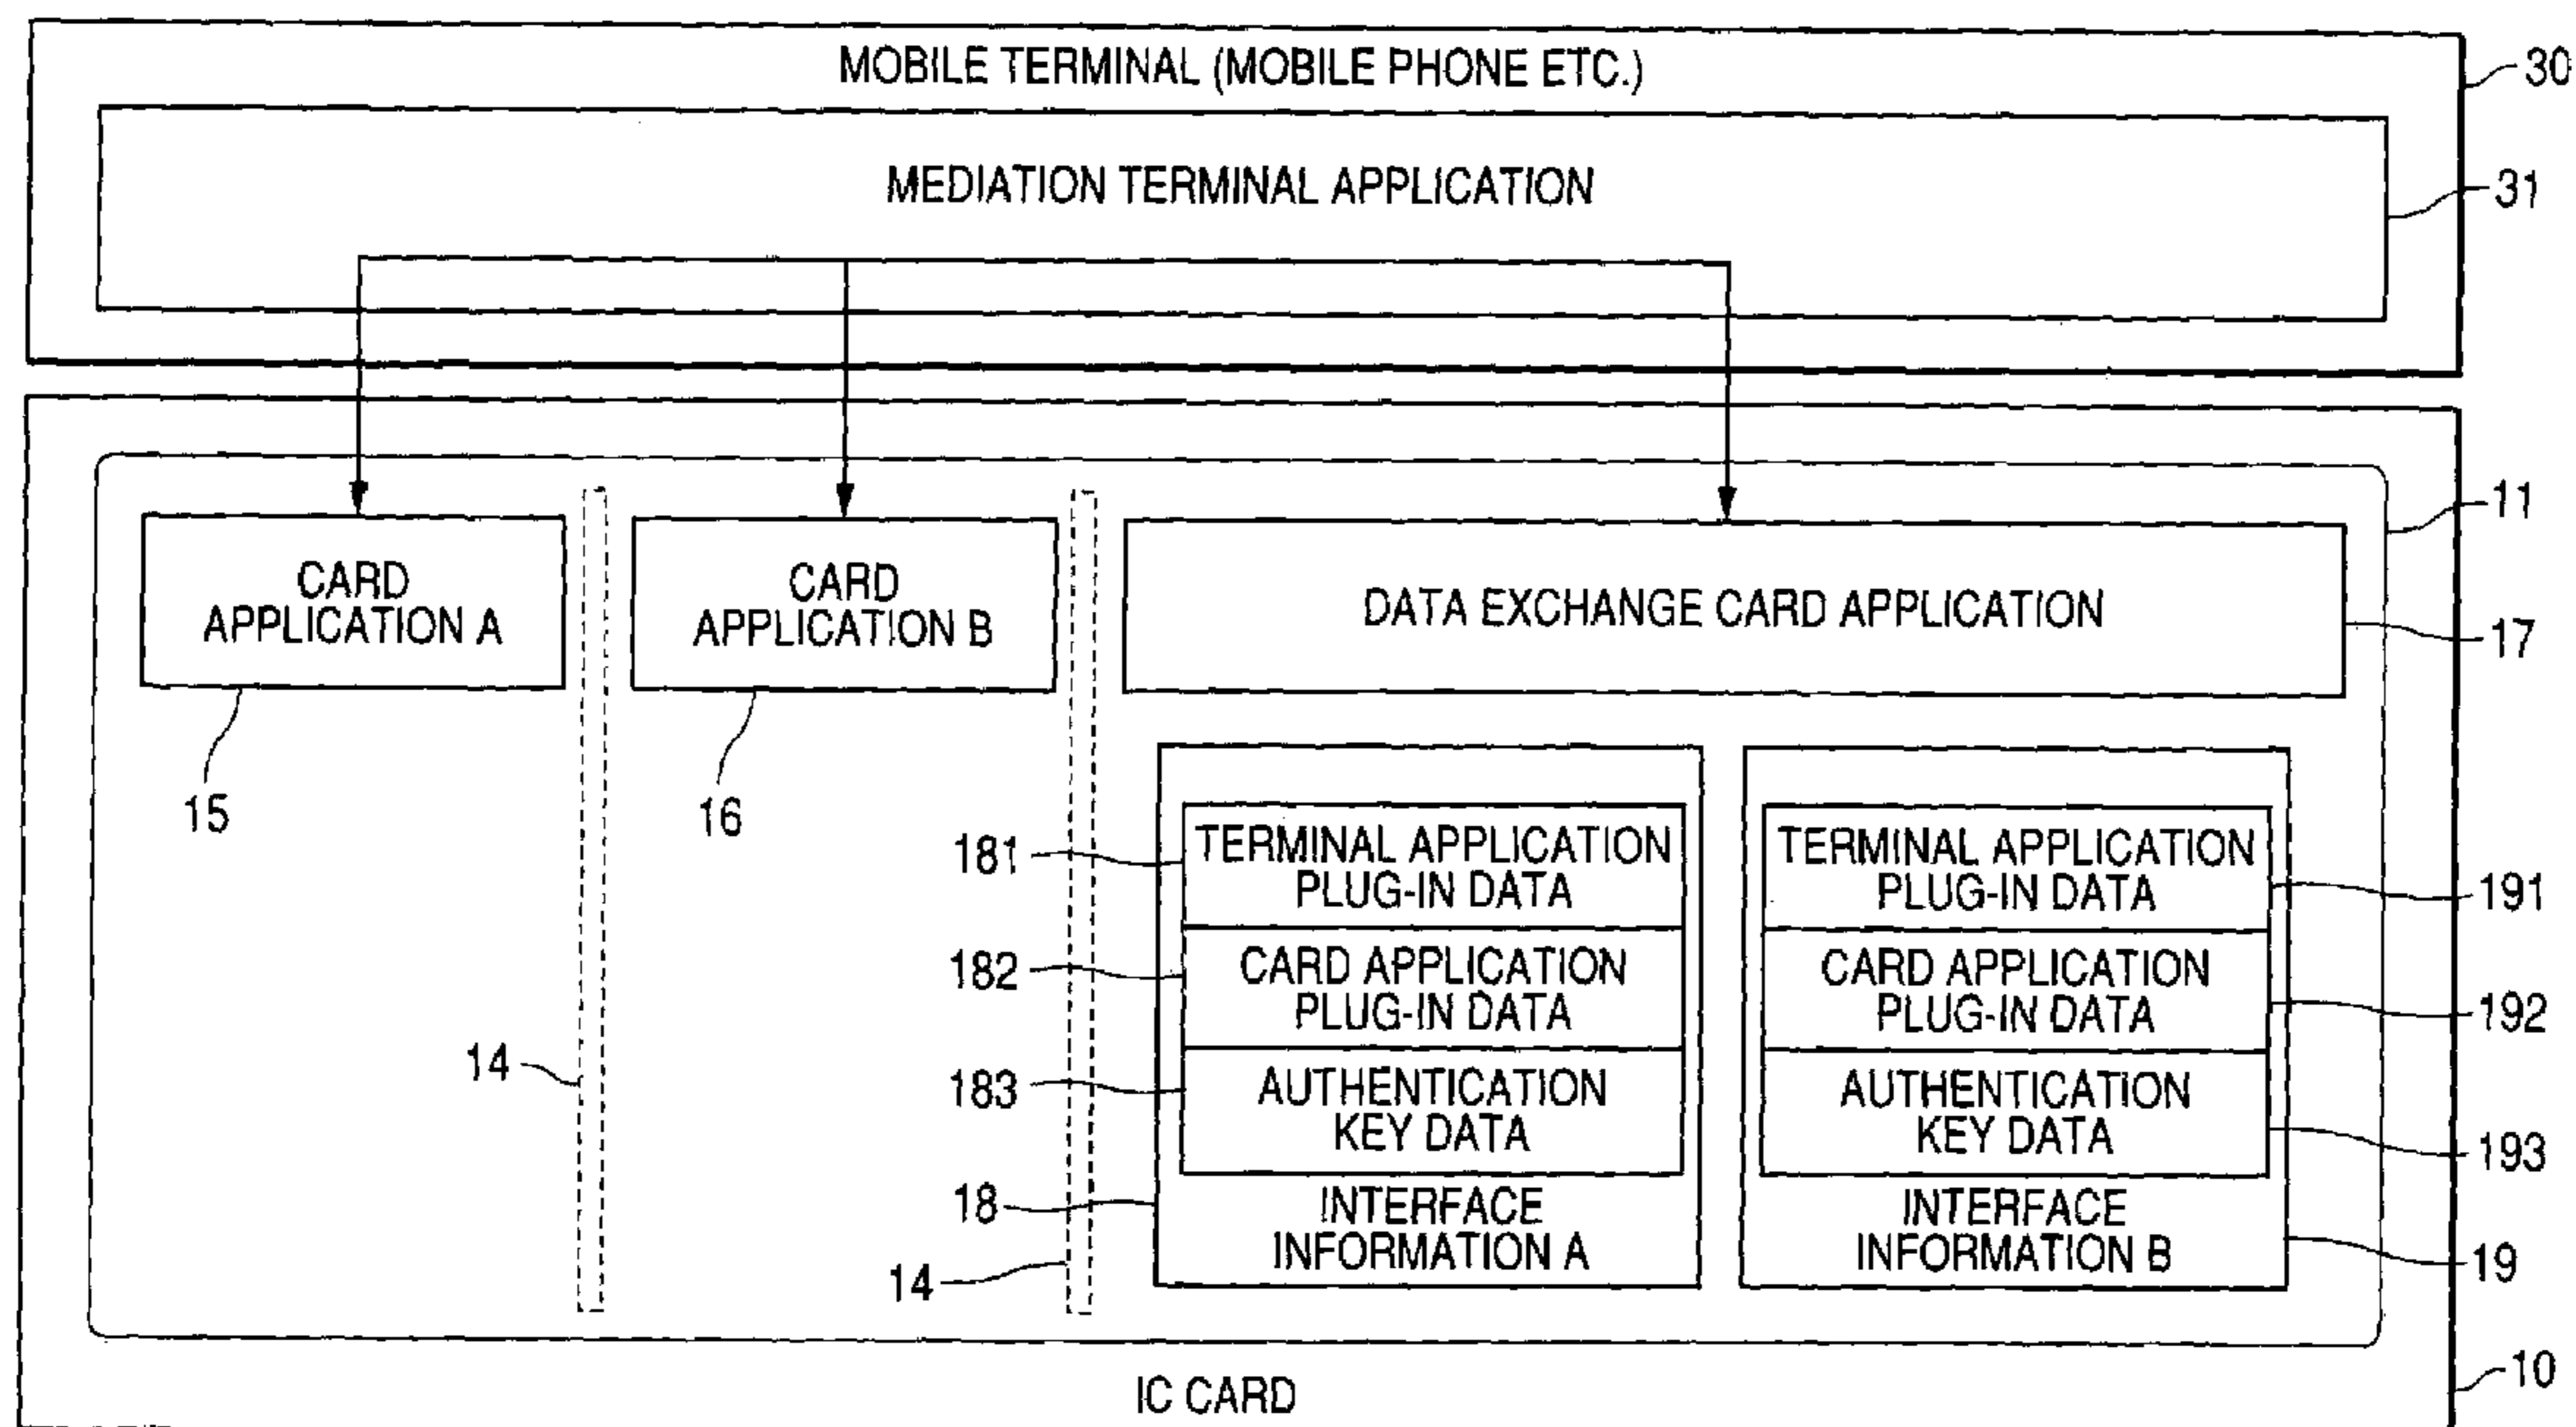 MOBILE TERMINAL (MOBILE PHONE ETC.)
30
MEDIATION TERMINAL APPLICATION
31
11
CARD
APPLICATION A
CARD
APPLICATION B
DATA EXCHANGE CARD APPLICATION
17
15
16
181
TERMINAL APPLICATION
PLUG-IN DATA
TERMINAL APPLICATION
PLUG-IN DATA
191
182
CARD APPLICATION
PLUG-IN DATA
CARD APPLICATION
PLUG-IN DATA
192
14
183
AUTHENTICATION
KEY DATA
AUTHENTICATION
KEY DATA
193
18
INTERFACE
INFORMATION A
INTERFACE
INFORMATION B
19
14
IC CARD
10